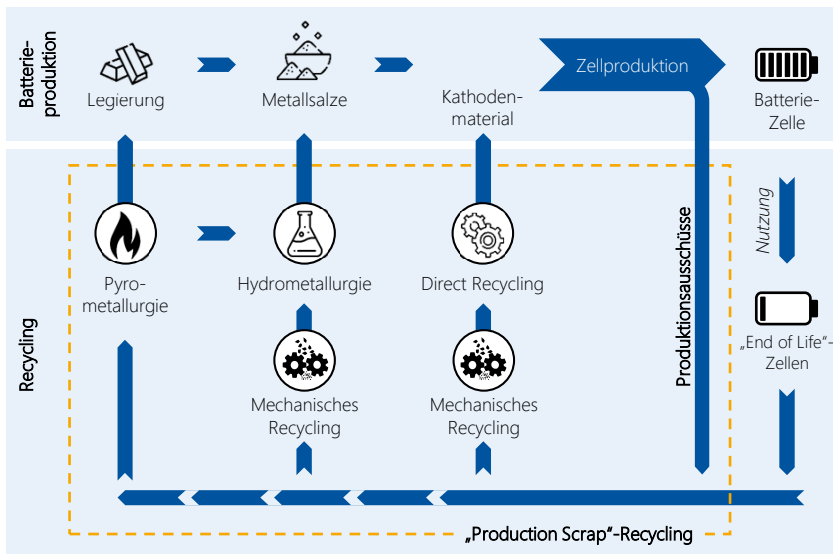 Batterie-
produktion
Legierung
Metallsalze
Kathoden-
material
Zellproduktion
Batterie-
Zelle
Recycling
Pyro-
metallurgie
Hydrometallurgie
Direct Recycling
Mechanisches
Recycling
Mechanisches
Recycling
Produktionsausschüsse
Nutzung
„End of Life“-
Zellen
„Production Scrap“-Recycling